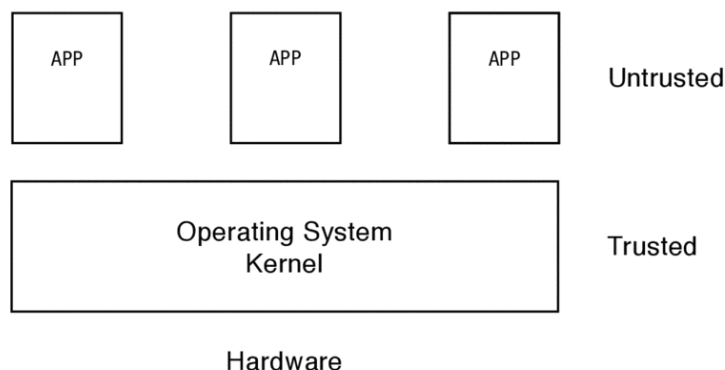 APP APP APP
Untrusted
Operating System
Kernel
Trusted
Hardware